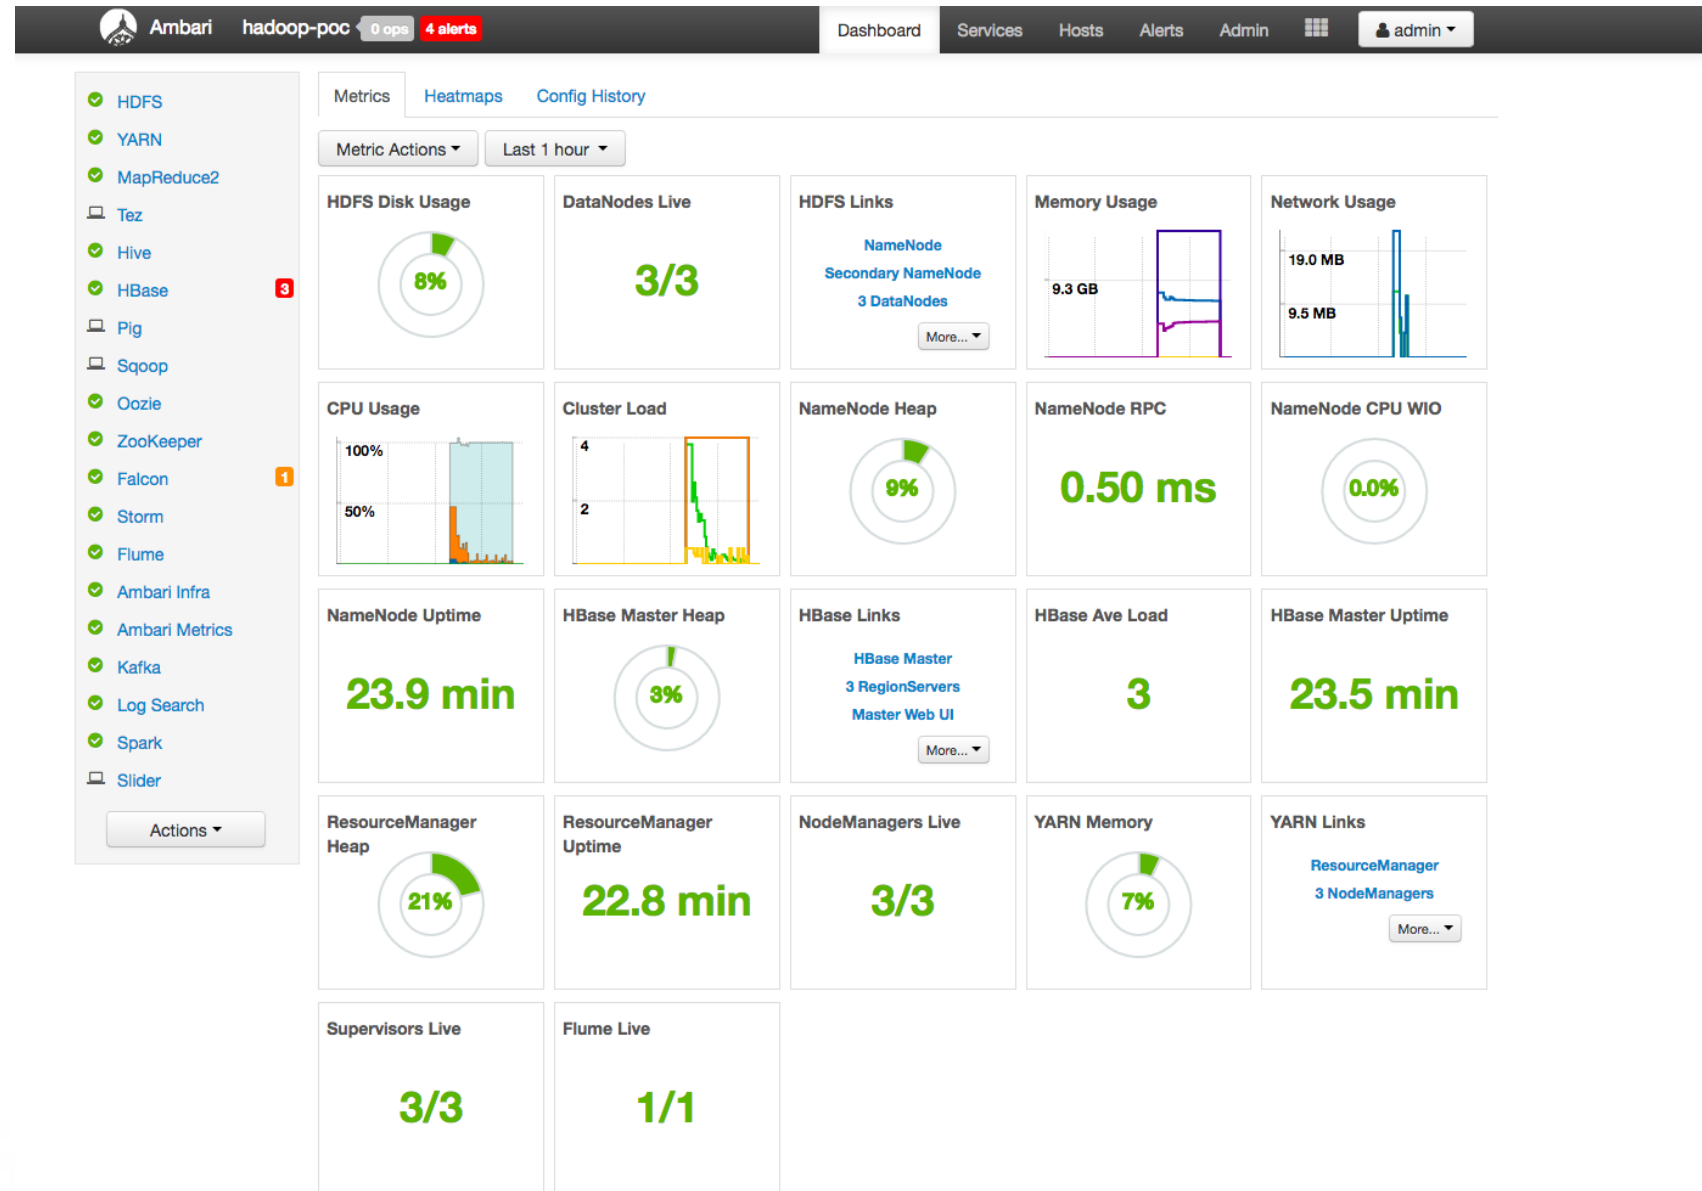 Ambari hadoop-poc 0 ops 4 alerts Dashboard Services Hosts Alerts Admin admin
HDFS
YARN
MapReduce2
Tez
Hive
HBase 3
Pig
Sqoop
Oozie
ZooKeeper
Falcon 1
Storm
Flume
Ambari Infra
Ambari Metrics
Kafka
Log Search
Spark
Slider
Actions
Metrics Heatmaps Config History
Metric Actions Last 1 hour
HDFS Disk Usage
8%
DataNodes Live
3/3
HDFS Links
NameNode
Secondary NameNode
3 DataNodes
More...
Memory Usage
9.3 GB
Network Usage
19.0 MB
9.5 MB
CPU Usage
100%
50%
Cluster Load
4
2
NameNode Heap
9%
NameNode RPC
0.50 ms
NameNode CPU WIO
0.0%
NameNode Uptime
23.9 min
HBase Master Heap
3%
HBase Links
HBase Master
3 RegionServers
Master Web UI
More...
HBase Ave Load
3
HBase Master Uptime
23.5 min
ResourceManager
Heap
21%
ResourceManager
Uptime
22.8 min
NodeManagers Live
3/3
YARN Memory
7%
YARN Links
ResourceManager
3 NodeManagers
More...
Supervisors Live
3/3
Flume Live
1/1